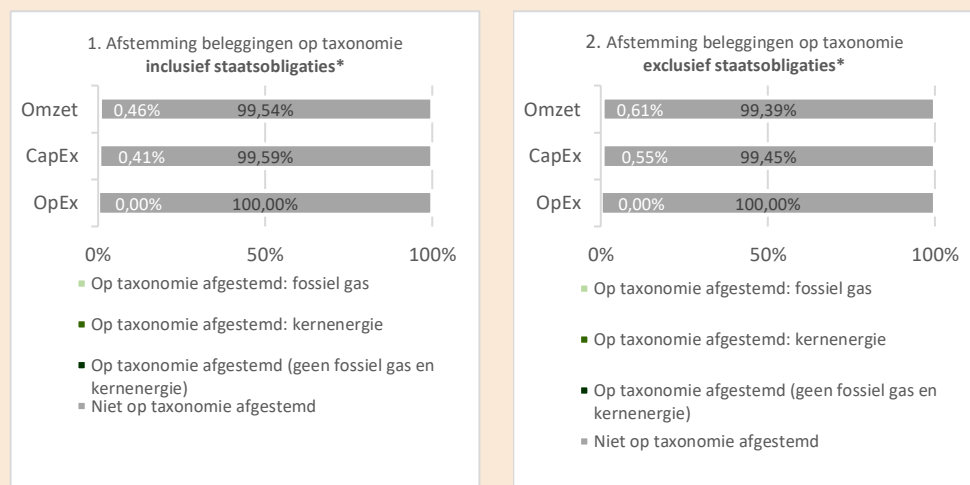 1. Afstemming beleggingen op taxonomie
inclusief staatsobligaties*
Omzet 0,46% 99,54%
CapEx 0,41% 99,59%
OpEx 0,00% 100,00%
0% 50% 100%
Op taxonomie afgestemd: fossiel gas
Op taxonomie afgestemd: kernenergie
Op taxonomie afgestemd (geen fossiel gas en
kernenergie)
Niet op taxonomie afgestemd
2. Afstemming beleggingen op taxonomie
exclusief staatsobligaties*
Omzet 0,61% 99,39%
CapEx 0,55% 99,45%
OpEx 0,00% 100,00%
0% 50% 100%
Op taxonomie afgestemd: fossiel gas
Op taxonomie afgestemd: kernenergie
Op taxonomie afgestemd (geen fossiel gas en
kernenergie)
Niet op taxonomie afgestemd